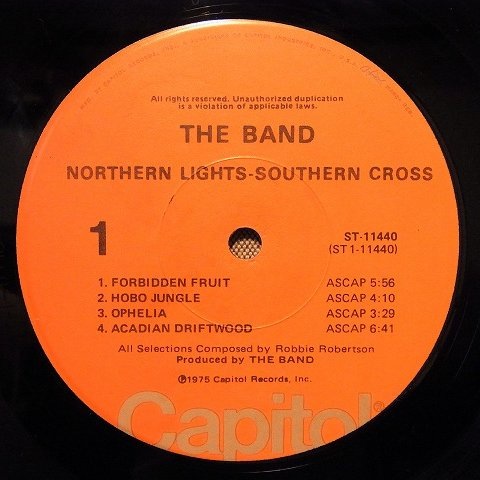 All rights reserved. Unauthorized duplication
is a violation of applicable laws.
THE BAND
NORTHERN LIGHTS-SOUTHERN CROSS
1
ST-11440
(ST1-11440)
1. FORBIDDEN FRUIT ASCAP 5:56
2. HOBO JUNGLE ASCAP 4:10
3. OPHELIA ASCAP 3:29
4. ACADIAN DRIFTWOOD ASCAP 6:41
All Selections Composed by Robbie Robertson
Produced by THE BAND
℗1975 Capitol Records, Inc.
Capitol